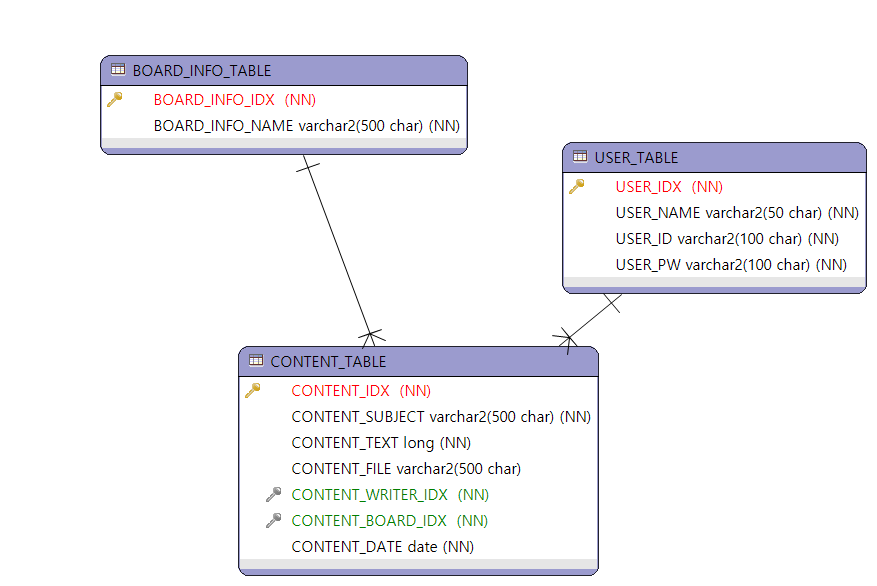 BOARD_INFO_TABLE
BOARD_INFO_IDX (NN)
BOARD_INFO_NAME varchar2(500 char) (NN)
USER_TABLE
USER_IDX (NN)
USER_NAME varchar2(50 char) (NN)
USER_ID varchar2(100 char) (NN)
USER_PW varchar2(100 char) (NN)
CONTENT_TABLE
CONTENT_IDX (NN)
CONTENT_SUBJECT varchar2(500 char) (NN)
CONTENT_TEXT long (NN)
CONTENT_FILE varchar2(500 char)
CONTENT_WRITER_IDX (NN)
CONTENT_BOARD_IDX (NN)
CONTENT_DATE date (NN)